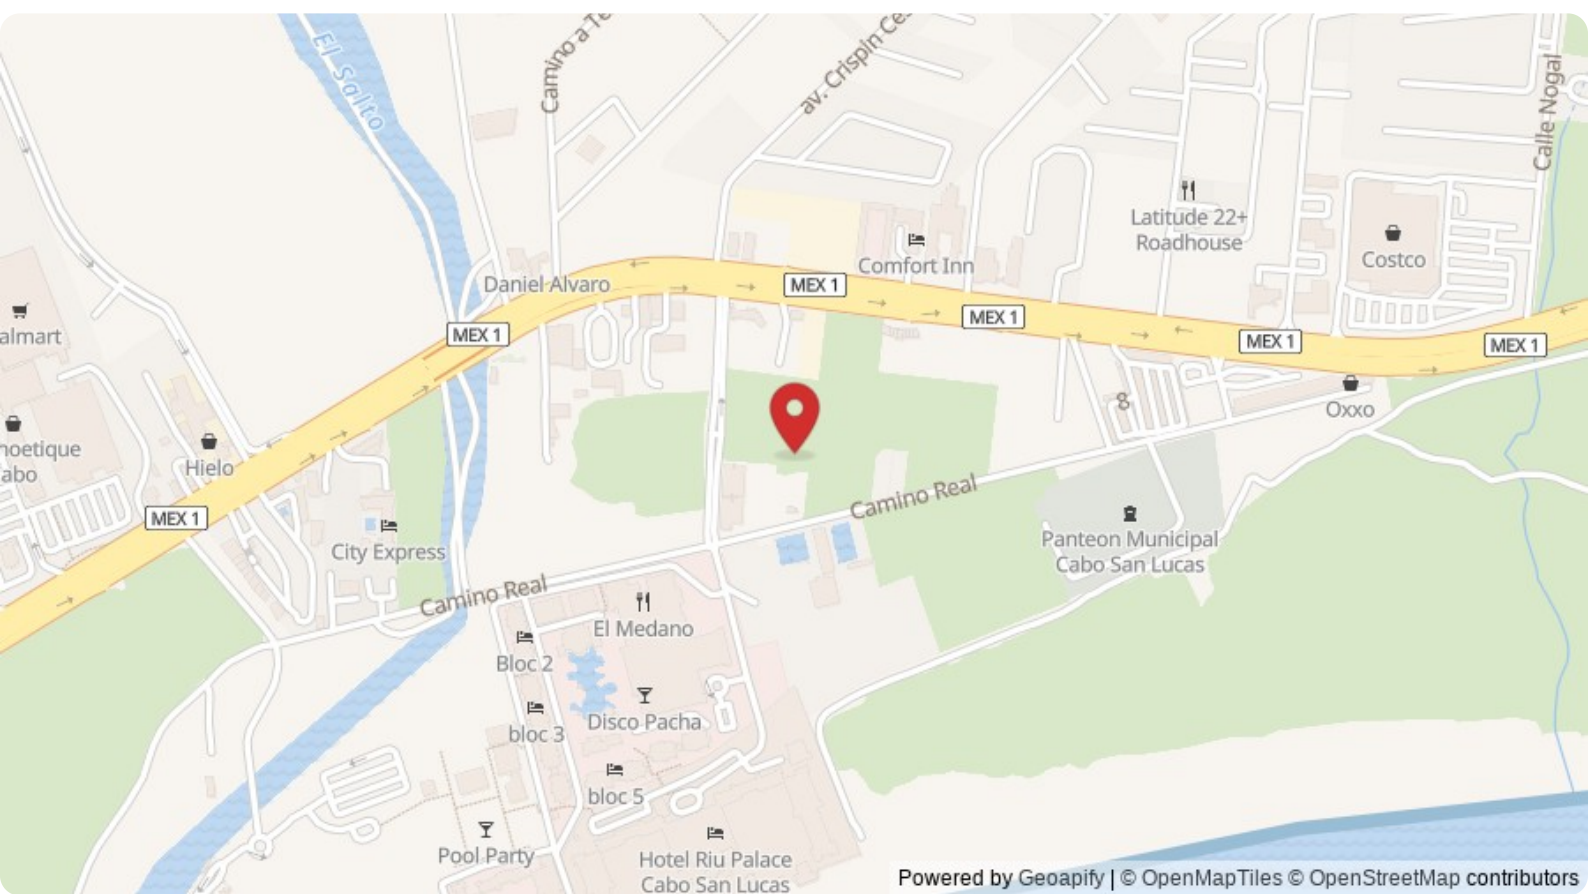 El Salto
Camino a Te
av. Crispin Ces
Calle Nogal
Latitude 22+
Roadhouse
Costco
Comfort Inn
Daniel Alvaro
MEX 1
MEX 1
MEX 1
MEX 1
MEX 1
almart
Oxxo
8
noetique
abo
Hielo
MEX 1
Camino Real
City Express
Panteon Municipal
Cabo San Lucas
Camino Real
El Medano
Bloc 2
Disco Pacha
bloc 3
bloc 5
Pool Party
Hotel Riu Palace
Cabo San Lucas
Powered by Geoapify | © OpenMapTiles © OpenStreetMap contributors